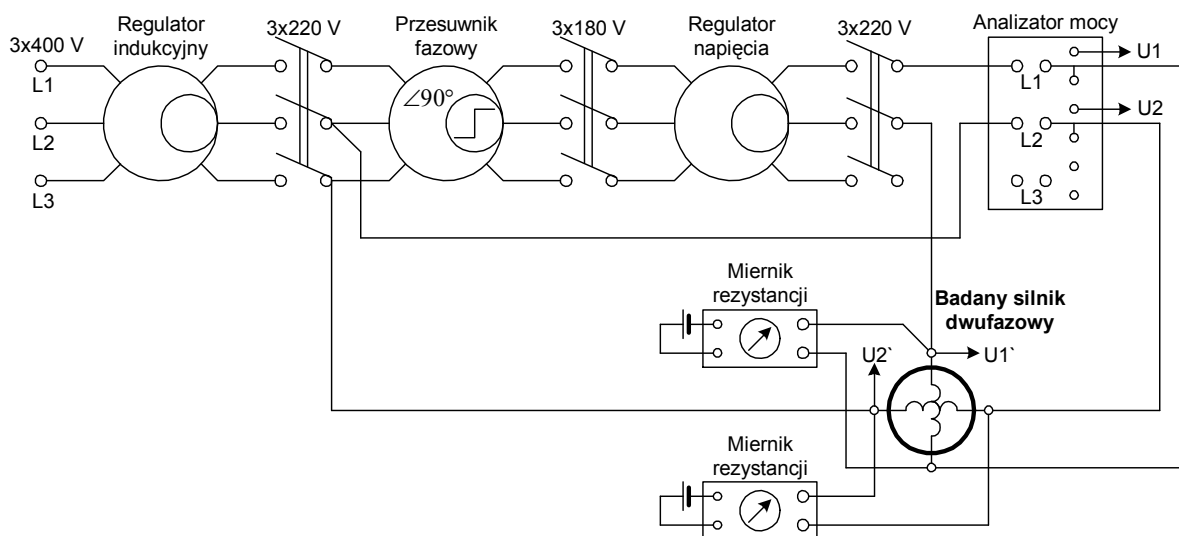 Regulator
indukcyjny
3x400 V
L1
L2
L3
3x220 V
Przesuwnik
fazowy
∠90°
3x180 V
Regulator
napięcia
3x220 V
Analizator mocy
U1
L1
U2
L2
L3
Miernik
rezystancji
Badany silnik
dwufazowy
U2`
U1`
Miernik
rezystancji